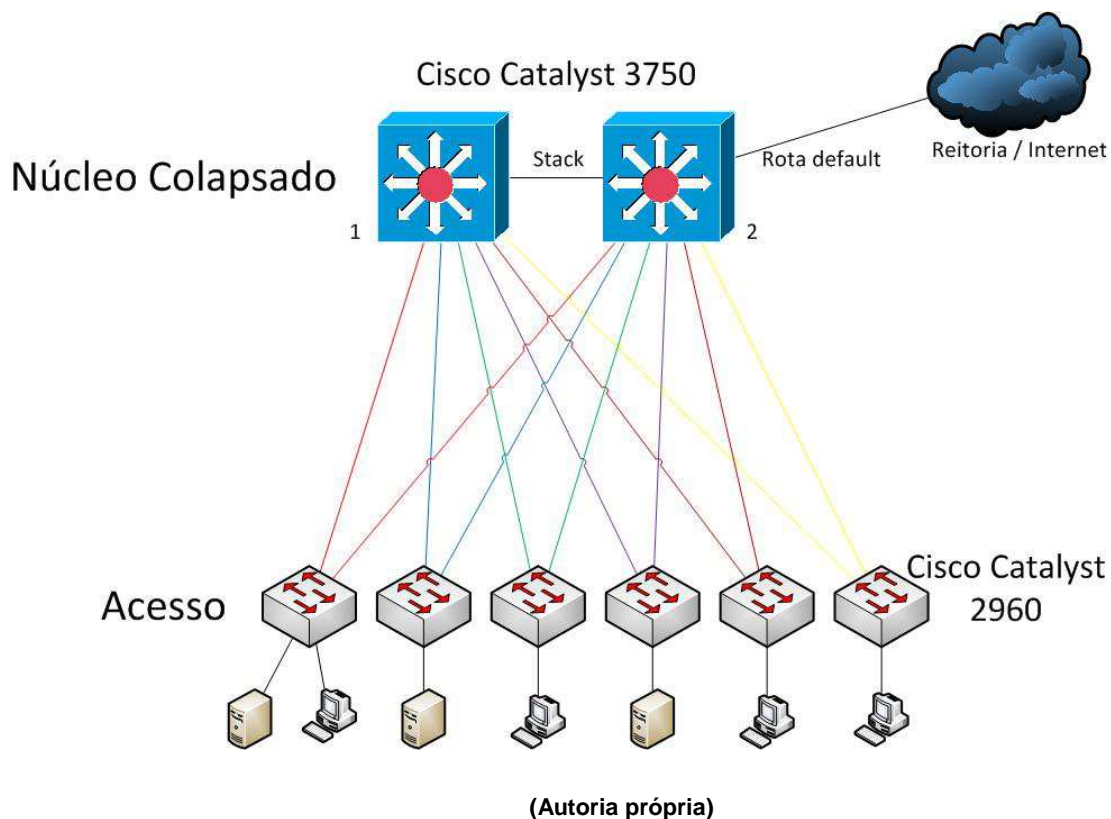 Cisco Catalyst 3750
Núcleo Colapsado
Stack
Rota default
Reitoria / Internet
1
2
Acesso
Cisco Catalyst
2960
(Autoria própria)